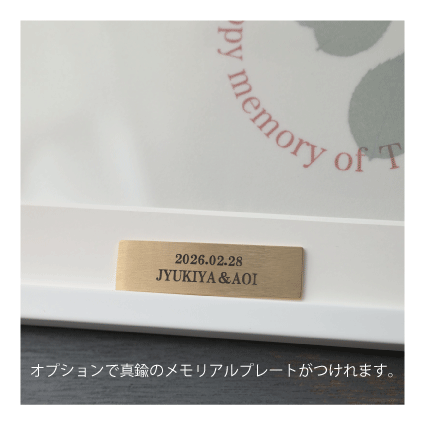 ppy memory of T
2026.02.28
JYUKIYA&AOI
オプションで真鍮のメモリアルプレートがつけれます。